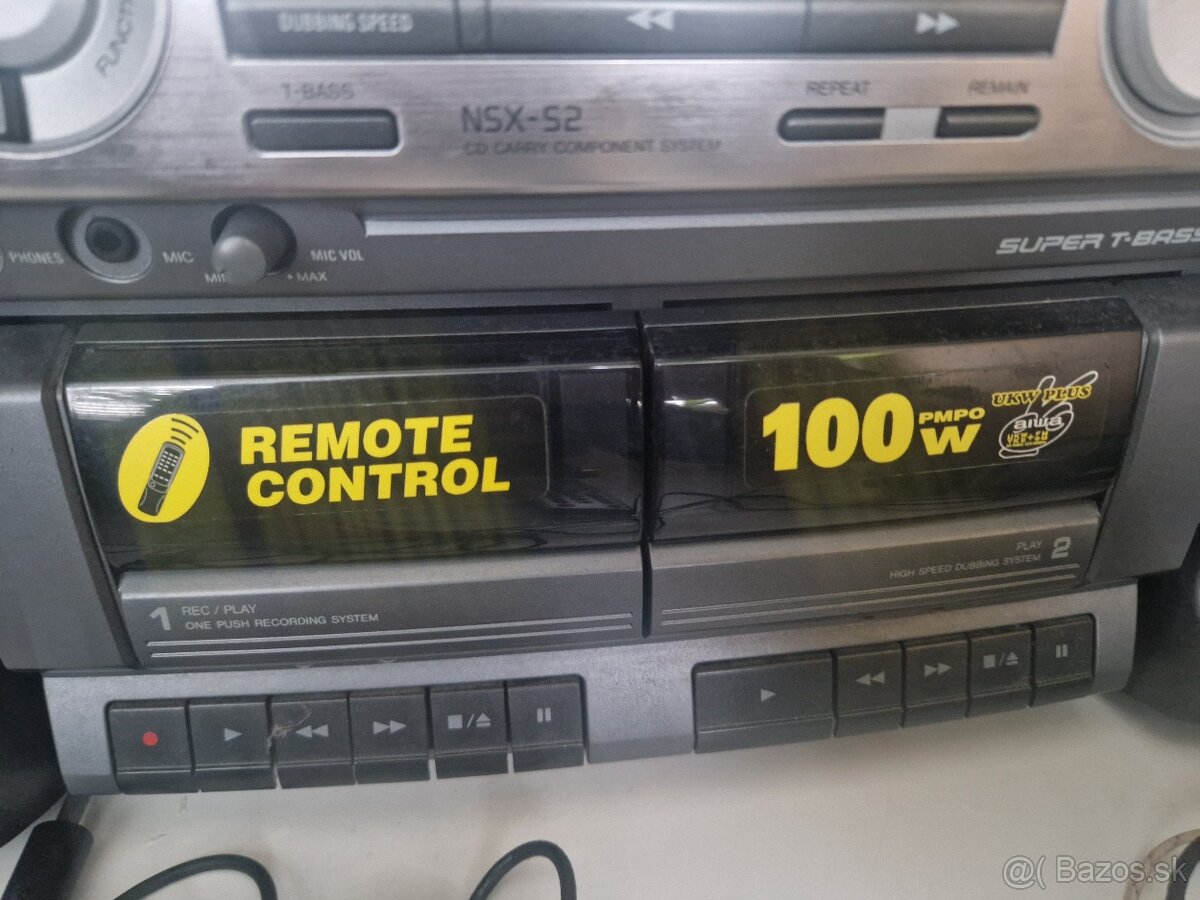 FUNCTI
DUBBING SPEED
T-BASS
NSX-S2
CD CARRY COMPONENT SYSTEM
REPEAT
REMAIN
PHONES
MIC
MIC VOL
MIN
MAX
SUPER T-BASS
REMOTE
CONTROL
100 PMPO
W
UKW PLUS
aiwa
1 REC / PLAY
ONE PUSH RECORDING SYSTEM
PLAY 2
HIGH SPEED DUBBING SYSTEM
@( Bazos.sk